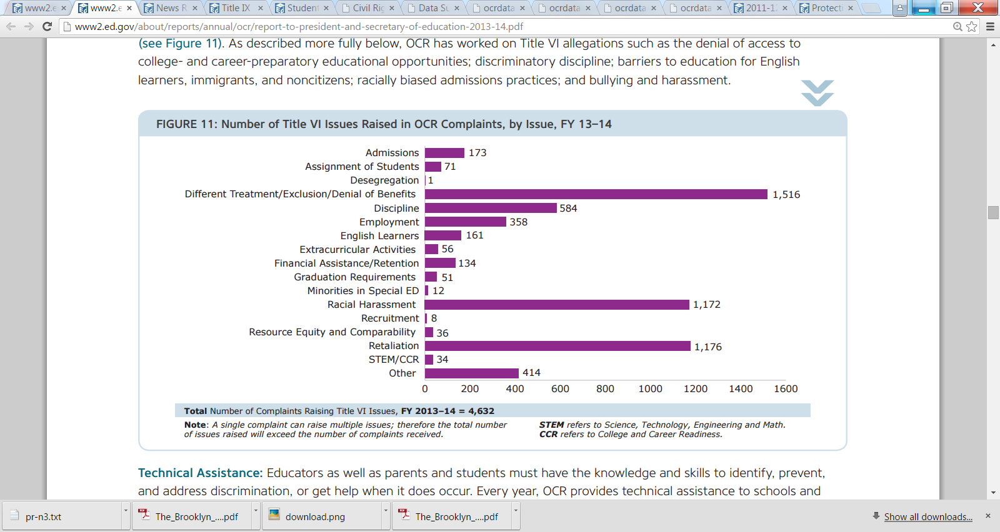 www2.e
www2.e
News R
Title IX
Student
Civil Rig
Data Su
ocrdata
ocrdata
ocrdata
ocrdata
2011-12
Protecti
www2.ed.gov/about/reports/annual/ocr/report-to-president-and-secretary-of-education-2013-14.pdf
(see Figure 11). As described more fully below, OCR has worked on Title VI allegations such as the denial of access to
college- and career-preparatory educational opportunities; discriminatory discipline; barriers to education for English
learners, immigrants, and noncitizens; racially biased admissions practices; and bullying and harassment.
FIGURE 11: Number of Title VI Issues Raised in OCR Complaints, by Issue, FY 13–14
Admissions 173
Assignment of Students 71
Desegregation 1
Different Treatment/Exclusion/Denial of Benefits 1,516
Discipline 584
Employment 358
English Learners 161
Extracurricular Activities 56
Financial Assistance/Retention 134
Graduation Requirements 51
Minorities in Special ED 12
Racial Harassment 1,172
Recruitment 8
Resource Equity and Comparability 36
Retaliation 1,176
STEM/CCR 34
Other 414
0 200 400 600 800 1000 1200 1400 1600
Total Number of Complaints Raising Title VI Issues, FY 2013–14 = 4,632
Note: A single complaint can raise multiple issues; therefore the total number
of issues raised will exceed the number of complaints received.
STEM refers to Science, Technology, Engineering and Math.
CCR refers to College and Career Readiness.
Technical Assistance: Educators as well as parents and students must have the knowledge and skills to identify, prevent,
and address discrimination, or get help when it does occur. Every year, OCR provides technical assistance to schools and
pr-n3.txt
The_Brooklyn_....pdf
download.png
The_Brooklyn_....pdf
Show all downloads...